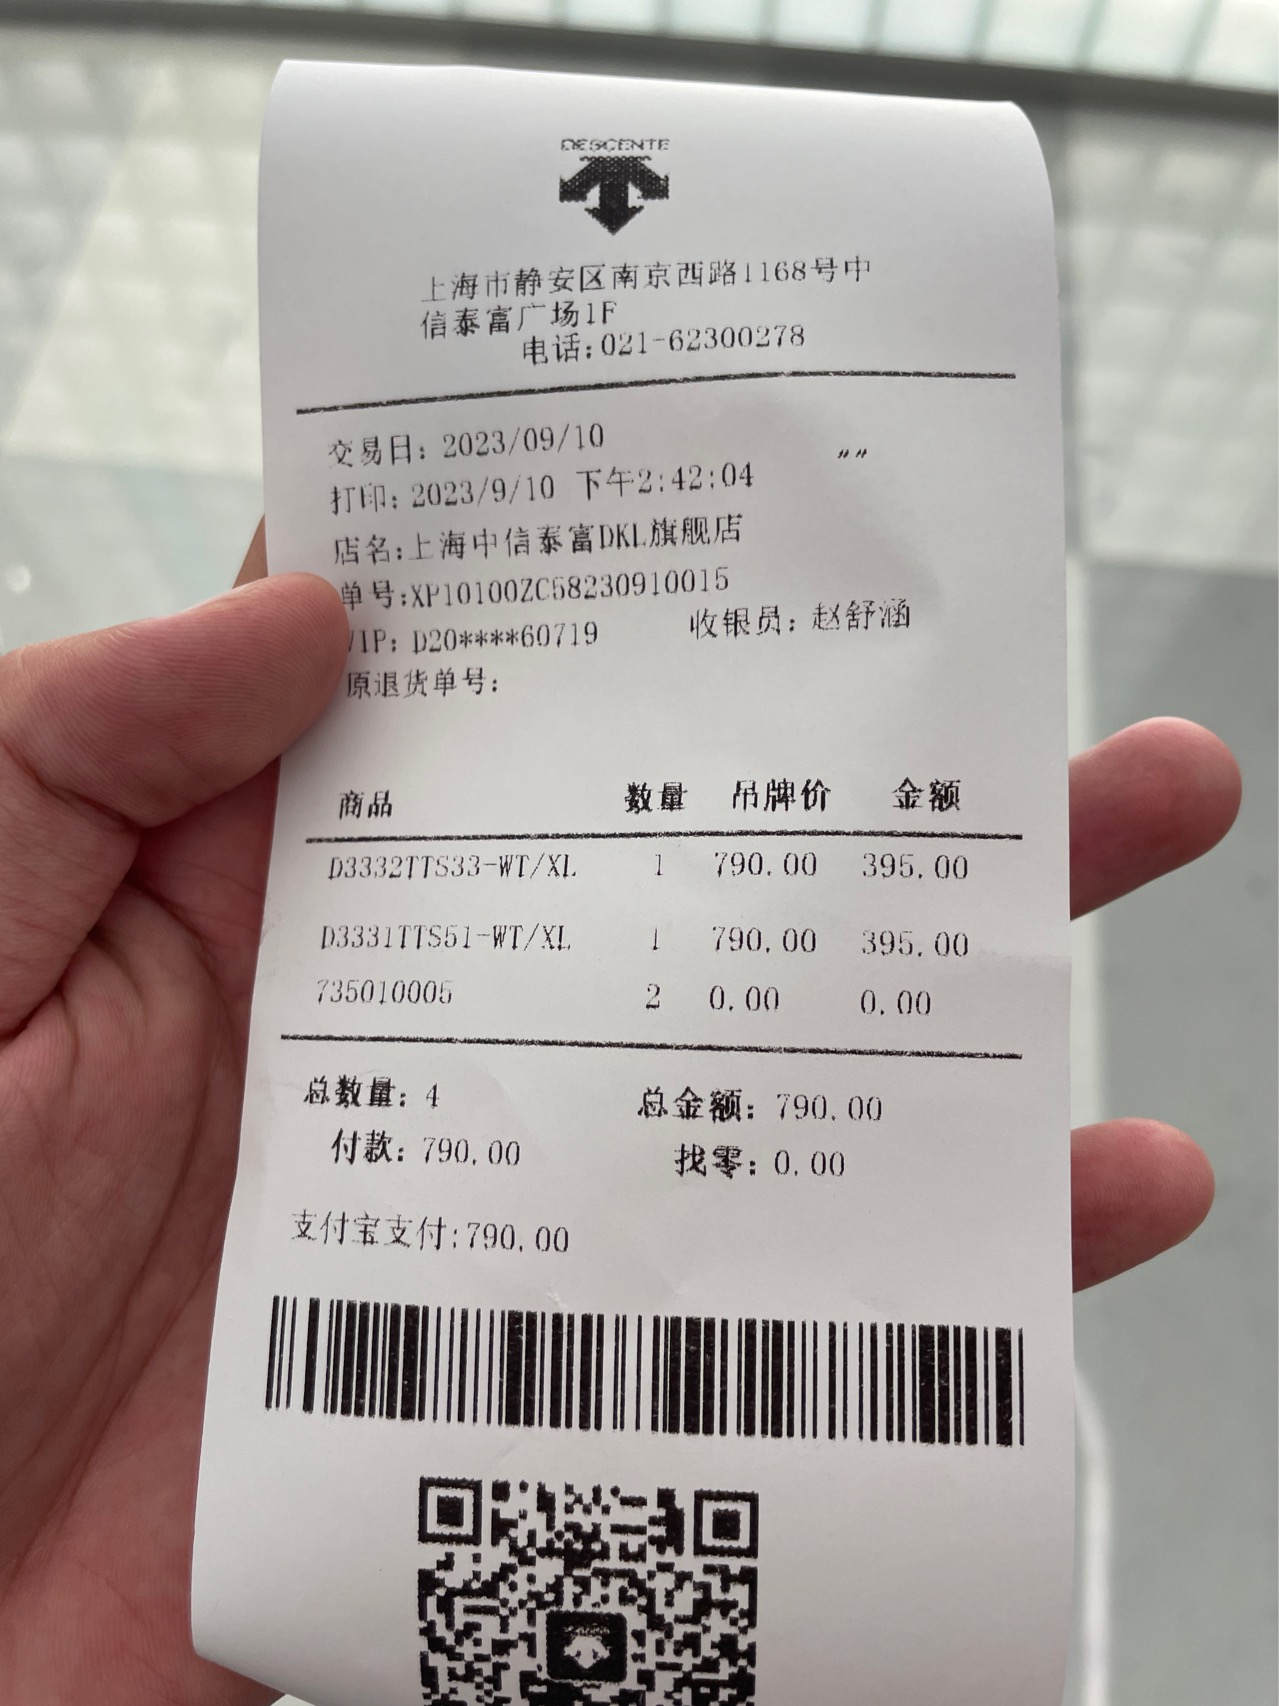 DESCENTE
上海市静安区南京西路1168号中
信泰富广场1F
电话:021-62300278
交易日: 2023/09/10
""
打印: 2023/9/10 下午2:42:04
店名:上海中信泰富DKL旗舰店
单号:XP10100ZC58230910015
VIP: D20****60719 收银员: 赵舒涵
原退货单号:
商品 数量 吊牌价 金额
D3332TTS33-WT/XL 1 790.00 395.00
D3331TTS51-WT/XL 1 790.00 395.00
735010005 2 0.00 0.00
总数量: 4 总金额: 790.00
付款: 790.00 找零: 0.00
支付宝支付:790.00